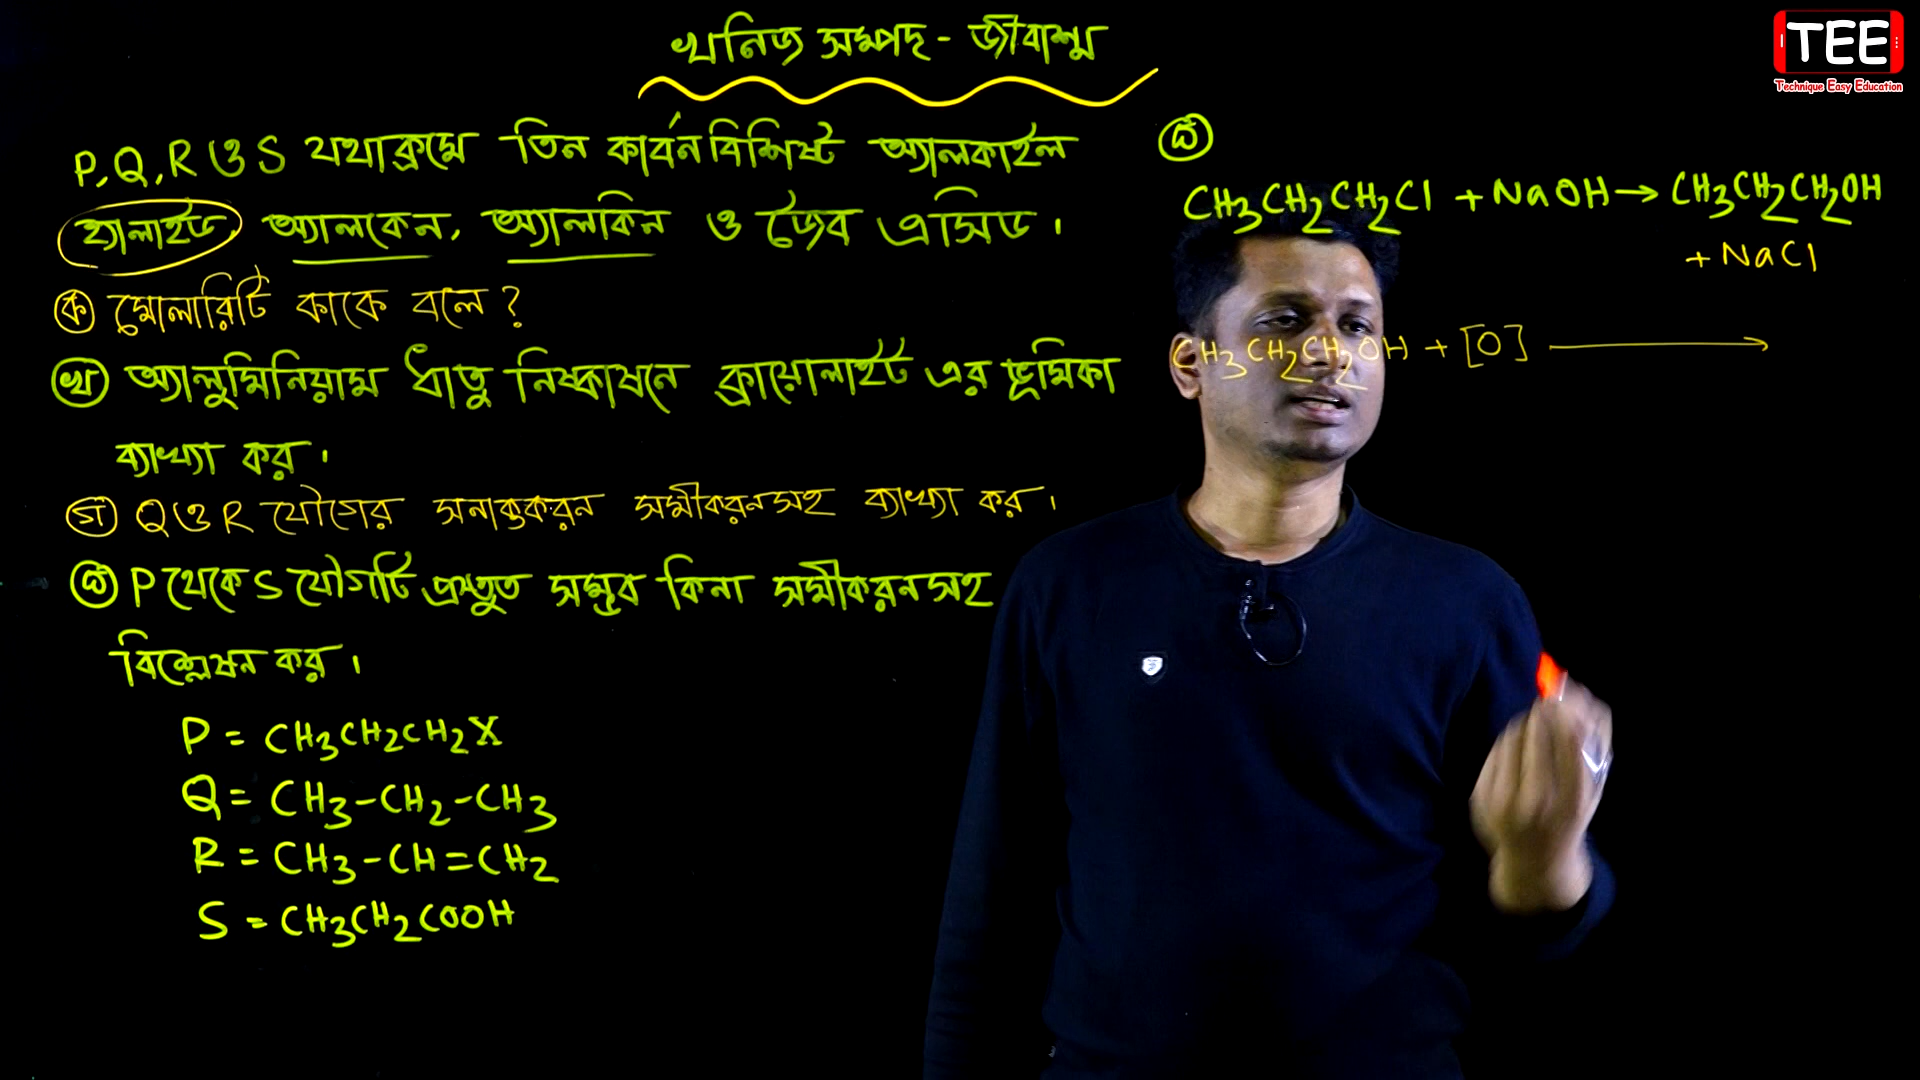 খনিজ সম্পদ - জীবাশ্ম
TEE
Technique Easy Education
P, Q, R ও S যথাক্রমে তিন কার্বন বিশিষ্ট অ্যালকাইল
হ্যালাইড, অ্যালকেন, অ্যালকিন ও জৈব এসিড।
ক মোলারিটি কাকে বলে?
খ অ্যালুমিনিয়াম ধাতু নিষ্কাষনে ক্রায়োলাইট এর ভূমিকা
ব্যাখ্যা কর।
গ Q ও R যৌগের সনাক্তকরন সমীকরনসহ ব্যাখ্যা কর।
ঘ P থেকে S যৌগটি প্রস্তুত সম্ভব কিনা সমীকরনসহ
বিশ্লেষন কর।
P = CH3CH2CH2X
Q = CH3-CH2-CH3
R = CH3-CH=CH2
S = CH3CH2COOH
ঘ
CH3CH2CH2Cl + NaOH → CH3CH2CH2OH
+ NaCl
CH3CH2CH2OH + [O] →